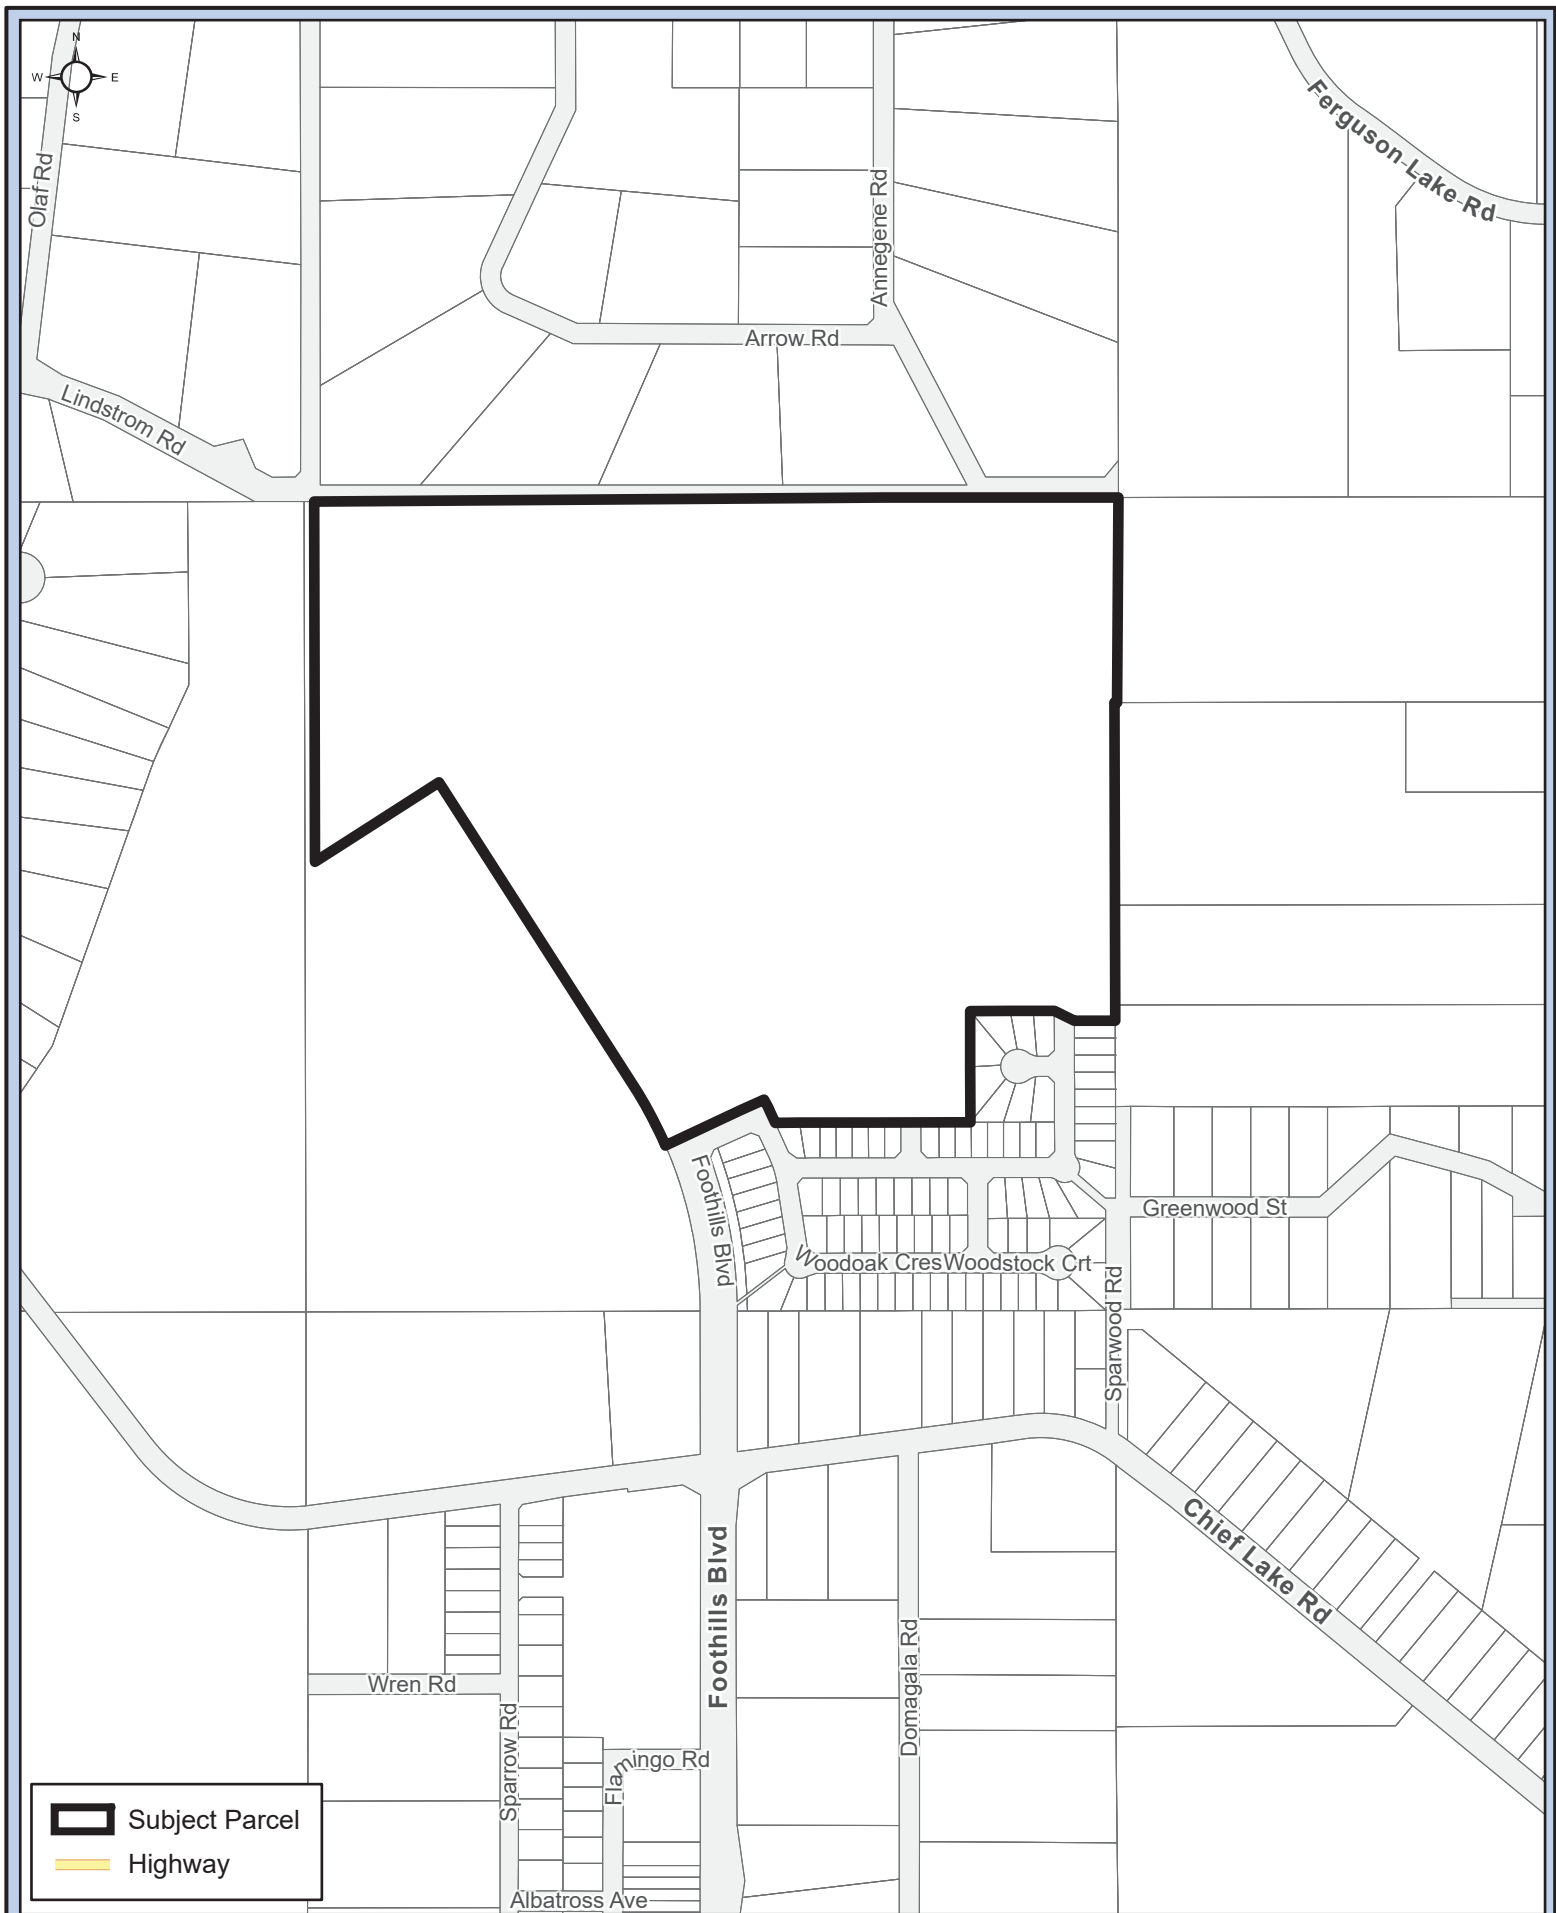 N
W E
S
Olaf Rd
Ferguson Lake Rd
Annegene Rd
Arrow Rd
Lindstrom Rd
Foothills Blvd
Greenwood St
Woodoak Cres
Woodstock Crt
Sparwood Rd
Chief Lake Rd
Foothills Blvd
Domagala Rd
Wren Rd
Sparrow Rd
Flamingo Rd
Albatross Ave
Subject Parcel
Highway